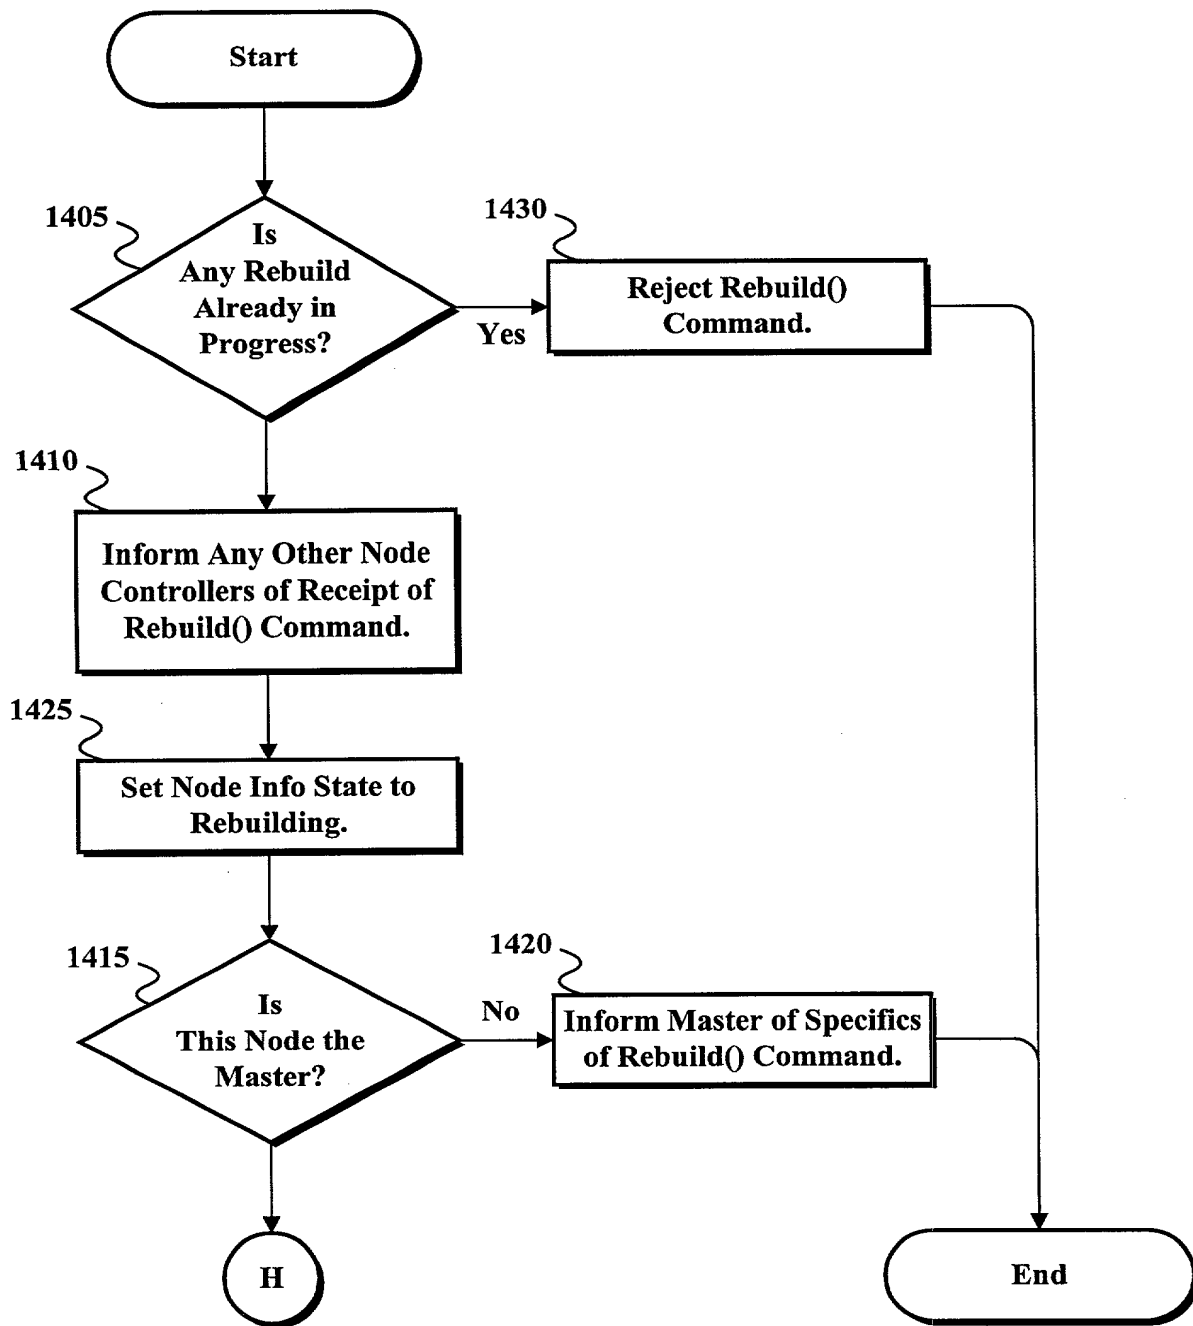 Start
1405
Is
Any Rebuild
Already in
Progress?
Yes
1430
Reject Rebuild()
Command.
1410
Inform Any Other Node
Controllers of Receipt of
Rebuild() Command.
1425
Set Node Info State to
Rebuilding.
1415
Is
This Node the
Master?
No
1420
Inform Master of Specifics
of Rebuild() Command.
H
End